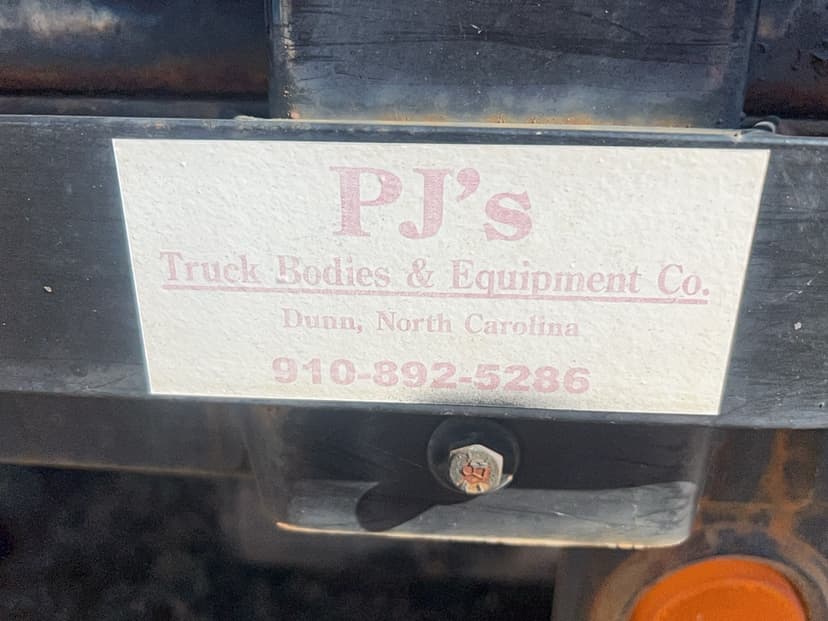 PJ's
Truck Bodies & Equipment Co.
Dunn, North Carolina
910-892-5286